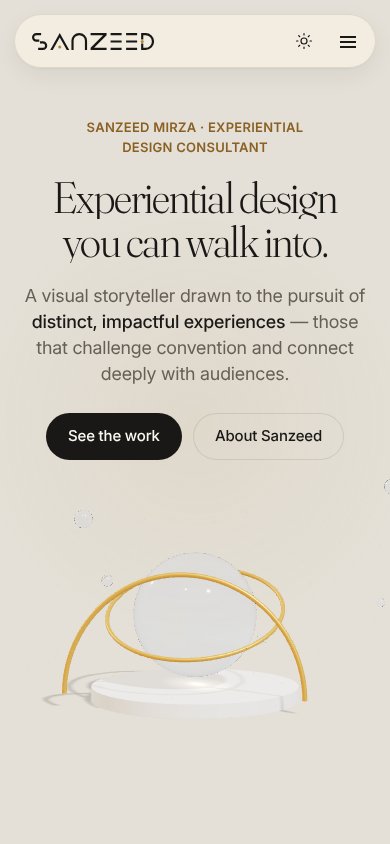 SANZEED
SANZEED MIRZA · EXPERIENTIAL
DESIGN CONSULTANT
Experiential design
you can walk into.
A visual storyteller drawn to the pursuit of
distinct, impactful experiences — those
that challenge convention and connect
deeply with audiences.
See the work
About Sanzeed